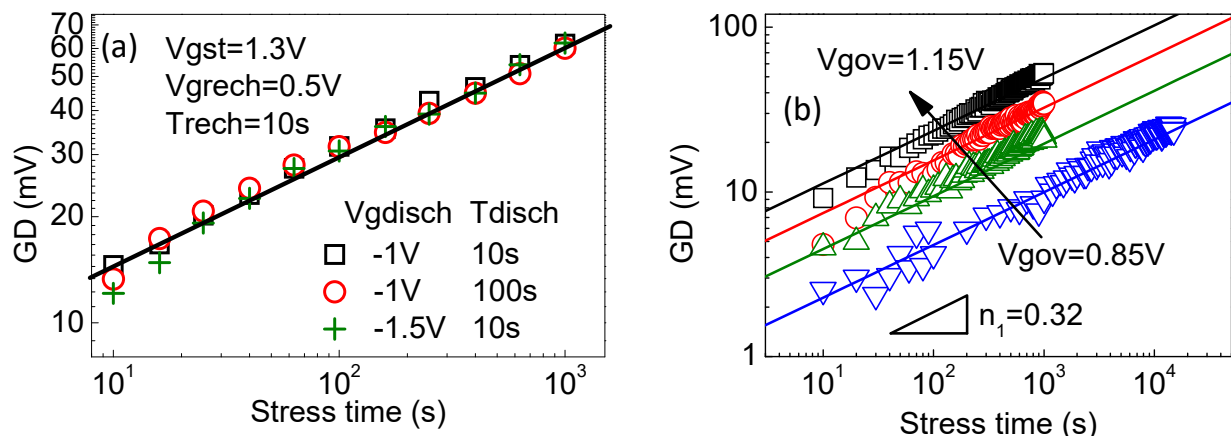 (a)
Vgst=1.3V
Vgrech=0.5V
Trech=10s
Vgdisch Tdisch
-1V 10s
-1V 100s
-1.5V 10s
70
60
50
40
30
20
10
10¹ 10² 10³
GD (mV)
Stress time (s)
(b)
Vgov=1.15V
Vgov=0.85V
n₁=0.32
100
10
1
10¹ 10² 10³ 10⁴
GD (mV)
Stress time (s)